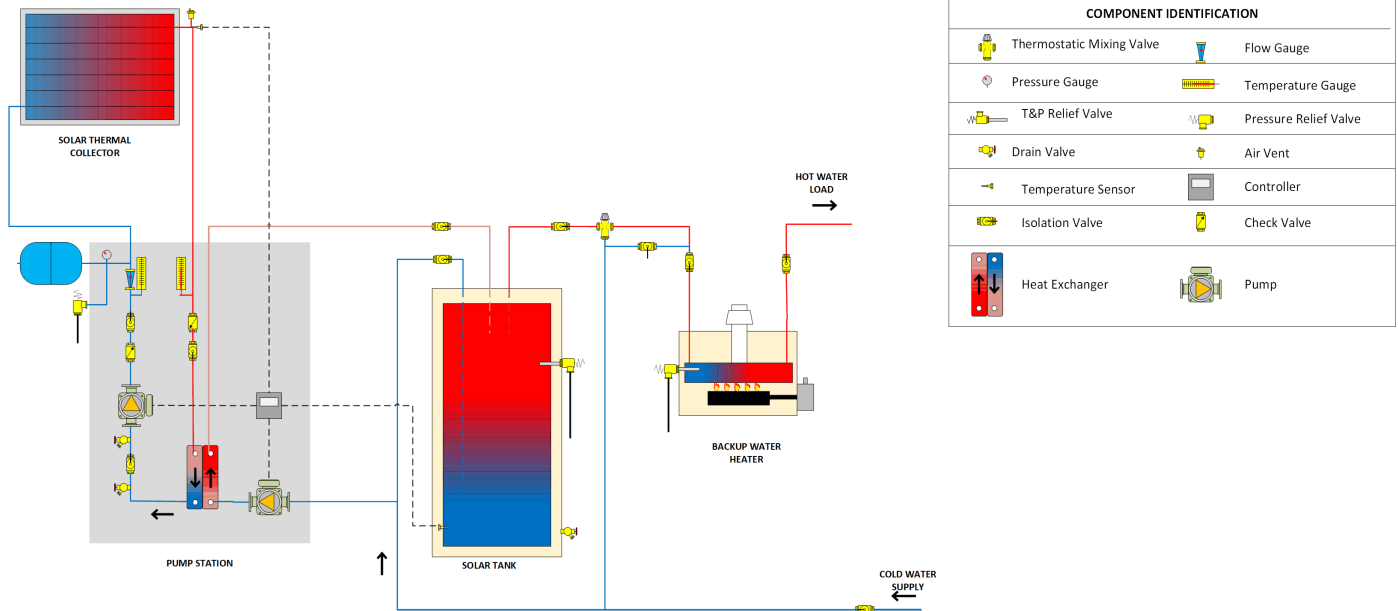 COMPONENT IDENTIFICATION
Thermostatic Mixing Valve
Flow Gauge
Pressure Gauge
Temperature Gauge
T&P Relief Valve
Pressure Relief Valve
Drain Valve
Air Vent
Temperature Sensor
Controller
Isolation Valve
Check Valve
Heat Exchanger
Pump
SOLAR THERMAL
COLLECTOR
HOT WATER
LOAD
BACKUP WATER
HEATER
PUMP STATION
SOLAR TANK
COLD WATER
SUPPLY